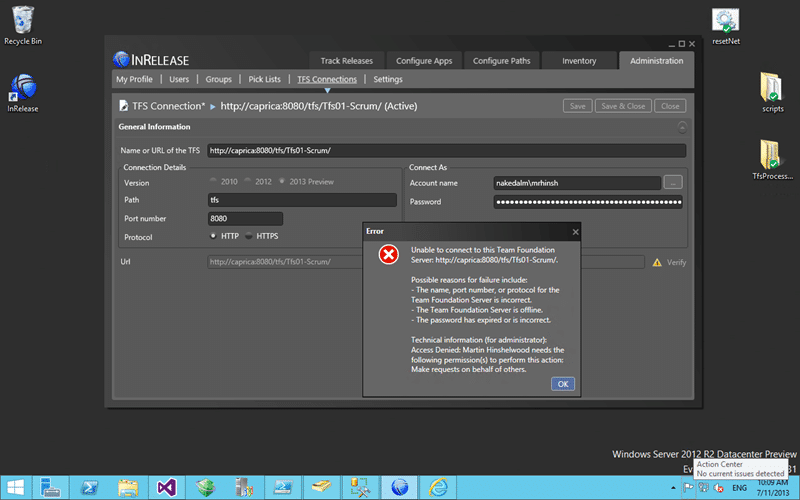 Recycle Bin
InRelease
resetNet
scripts
TfsProcess...
INRELEASE
Track Releases
Configure Apps
Configure Paths
Inventory
Administration
My Profile | Users | Groups | Pick Lists | TFS Connections | Settings
TFS Connection* ▸ http://caprica:8080/tfs/Tfs01-Scrum/ (Active)
Save
Save & Close
Close
General Information
Name or URL of the TFS http://caprica:8080/tfs/Tfs01-Scrum/
Connection Details
Version 2010 2012 2013 Preview
Path tfs
Port number 8080
Protocol HTTP HTTPS
Connect As
Account name nakedalm\mrhinsh ...
Password
Url http://caprica:8080/tfs/Tfs01-Scrum/ Verify
Error
Unable to connect to this Team Foundation
Server: http://caprica:8080/tfs/Tfs01-Scrum/.
Possible reasons for failure include:
- The name, port number, or protocol for the
Team Foundation Server is incorrect.
- The Team Foundation Server is offline.
- The password has expired or is incorrect.
Technical information (for administrator):
Access Denied: Martin Hinshelwood needs the
following permission(s) to perform this action:
Make requests on behalf of others.
OK
Windows Server 2012 R2 Datacenter Preview
Action Center
No current issues detected
ENG
10:09 AM
7/11/2013